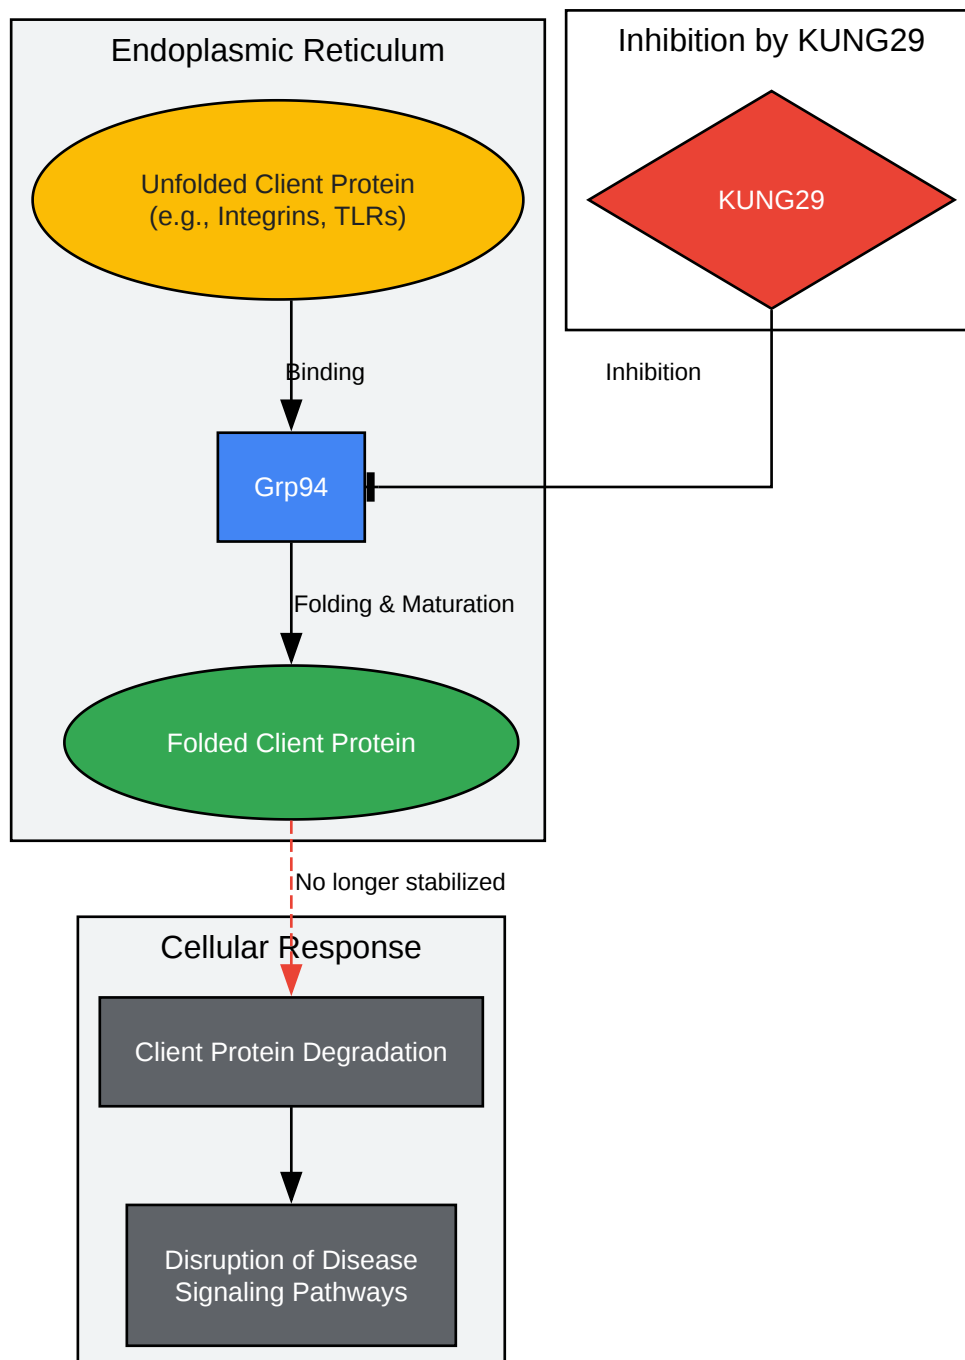 Endoplasmic Reticulum
Inhibition by KUNG29
Unfolded Client Protein
(e.g., Integrins, TLRs)
KUNG29
Binding
Inhibition
Grp94
Folding & Maturation
Folded Client Protein
No longer stabilized
Cellular Response
Client Protein Degradation
Disruption of Disease
Signaling Pathways